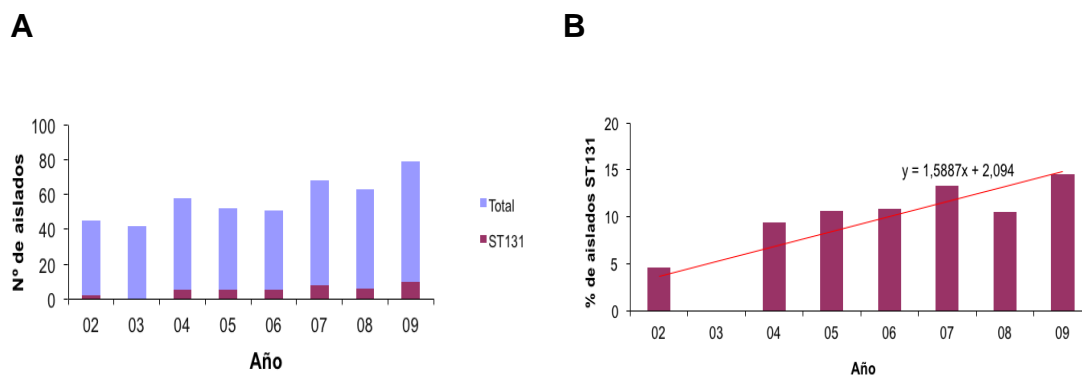 A
B
100
80
60
40
20
0
Nº de aislados
02 03 04 05 06 07 08 09
Año
Total
ST131
20
15
10
5
0
% de aislados ST131
y = 1,5887x + 2,094
02 03 04 05 06 07 08 09
Año